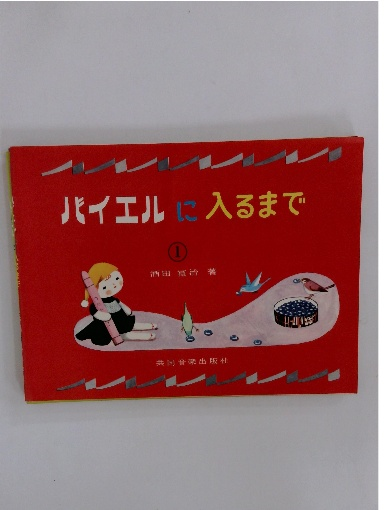 バイエルに入るまで
①
酒田冨治 著
共同音楽出版社